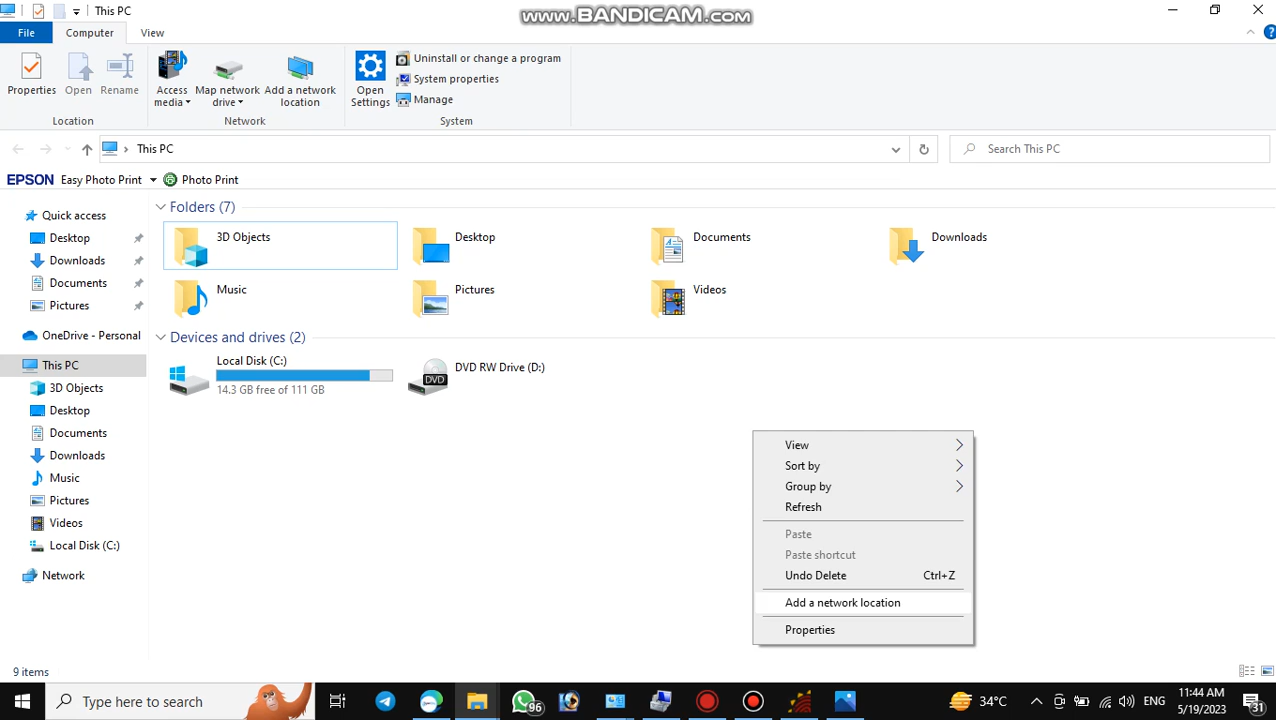 This PC
www.BANDICAM.com
File
Computer
View
Properties
Open
Rename
Access media
Map network drive
Add a network location
Open Settings
Uninstall or change a program
System properties
Manage
Location
Network
System
This PC
Search This PC
EPSON Easy Photo Print
Photo Print
Quick access
Desktop
Downloads
Documents
Pictures
OneDrive - Personal
This PC
3D Objects
Desktop
Documents
Downloads
Music
Pictures
Videos
Local Disk (C:)
Network
Folders (7)
3D Objects
Desktop
Documents
Downloads
Music
Pictures
Videos
Devices and drives (2)
Local Disk (C:)
14.3 GB free of 111 GB
DVD
DVD RW Drive (D:)
View
Sort by
Group by
Refresh
Paste
Paste shortcut
Undo Delete Ctrl+Z
Add a network location
Properties
9 items
Type here to search
96
34°C
ENG
11:44 AM
5/19/2023
31